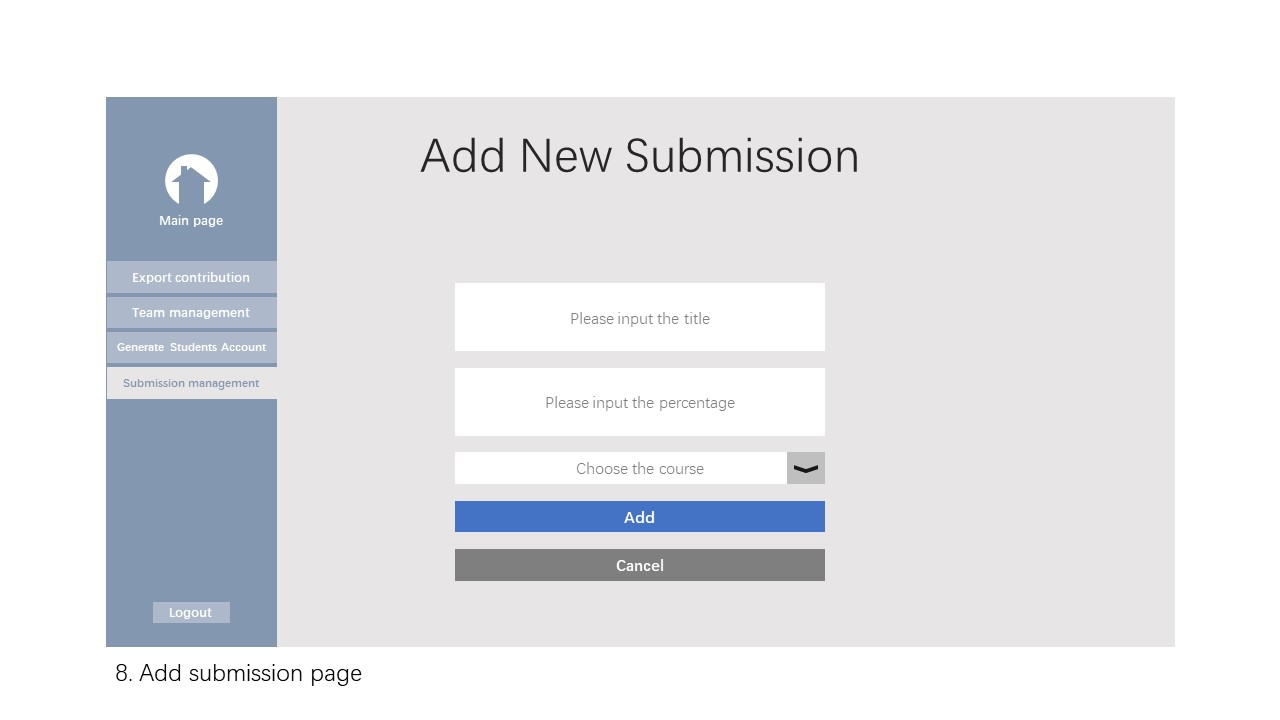 Add New Submission
Main page
Export contribution
Team management
Generate Students Account
Submission management
Please input the title
Please input the percentage
Choose the course
Add
Cancel
Logout
8. Add submission page